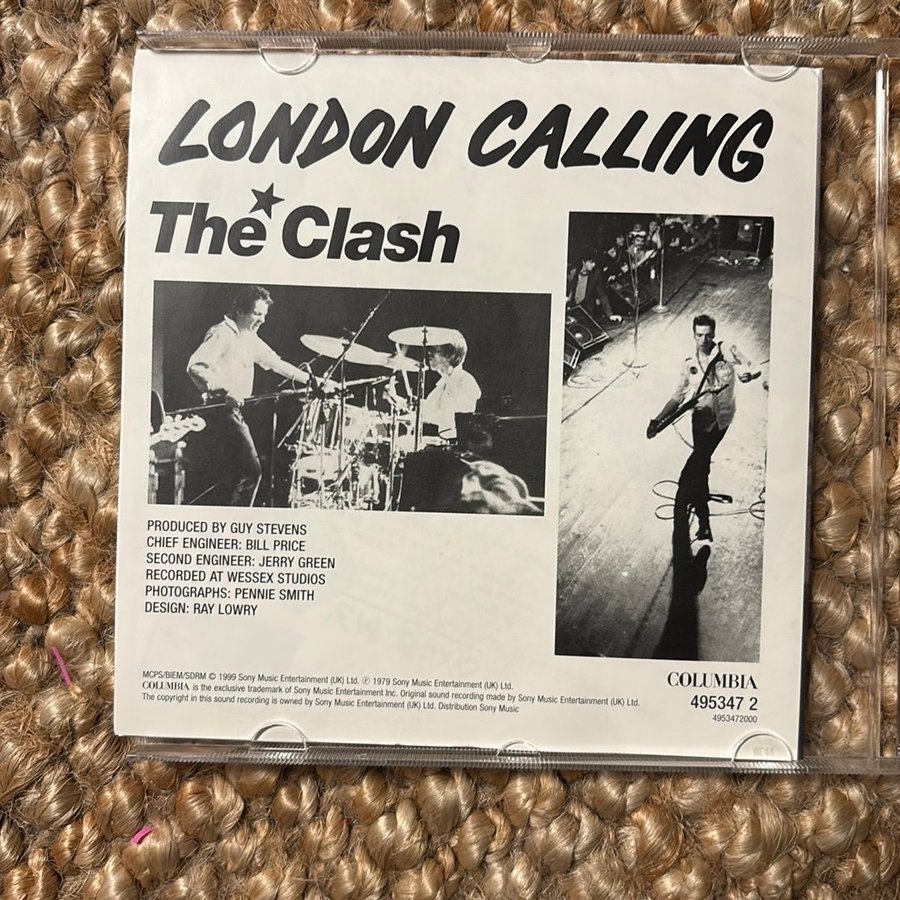 LONDON CALLING
The Clash
PRODUCED BY GUY STEVENS
CHIEF ENGINEER: BILL PRICE
SECOND ENGINEER: JERRY GREEN
RECORDED AT WESSEX STUDIOS
PHOTOGRAPHS: PENNIE SMITH
DESIGN: RAY LOWRY
MCPS/BIEM/SDRM © 1999 Sony Music Entertainment (UK) Ltd. ℗ 1979 Sony Music Entertainment (UK) Ltd.
COLUMBIA is the exclusive trademark of Sony Music Entertainment Inc. Original sound recording made by Sony Music Entertainment (UK) Ltd.
The copyright in this sound recording is owned by Sony Music Entertainment (UK) Ltd. Distribution Sony Music
COLUMBIA
495347 2
4953472000